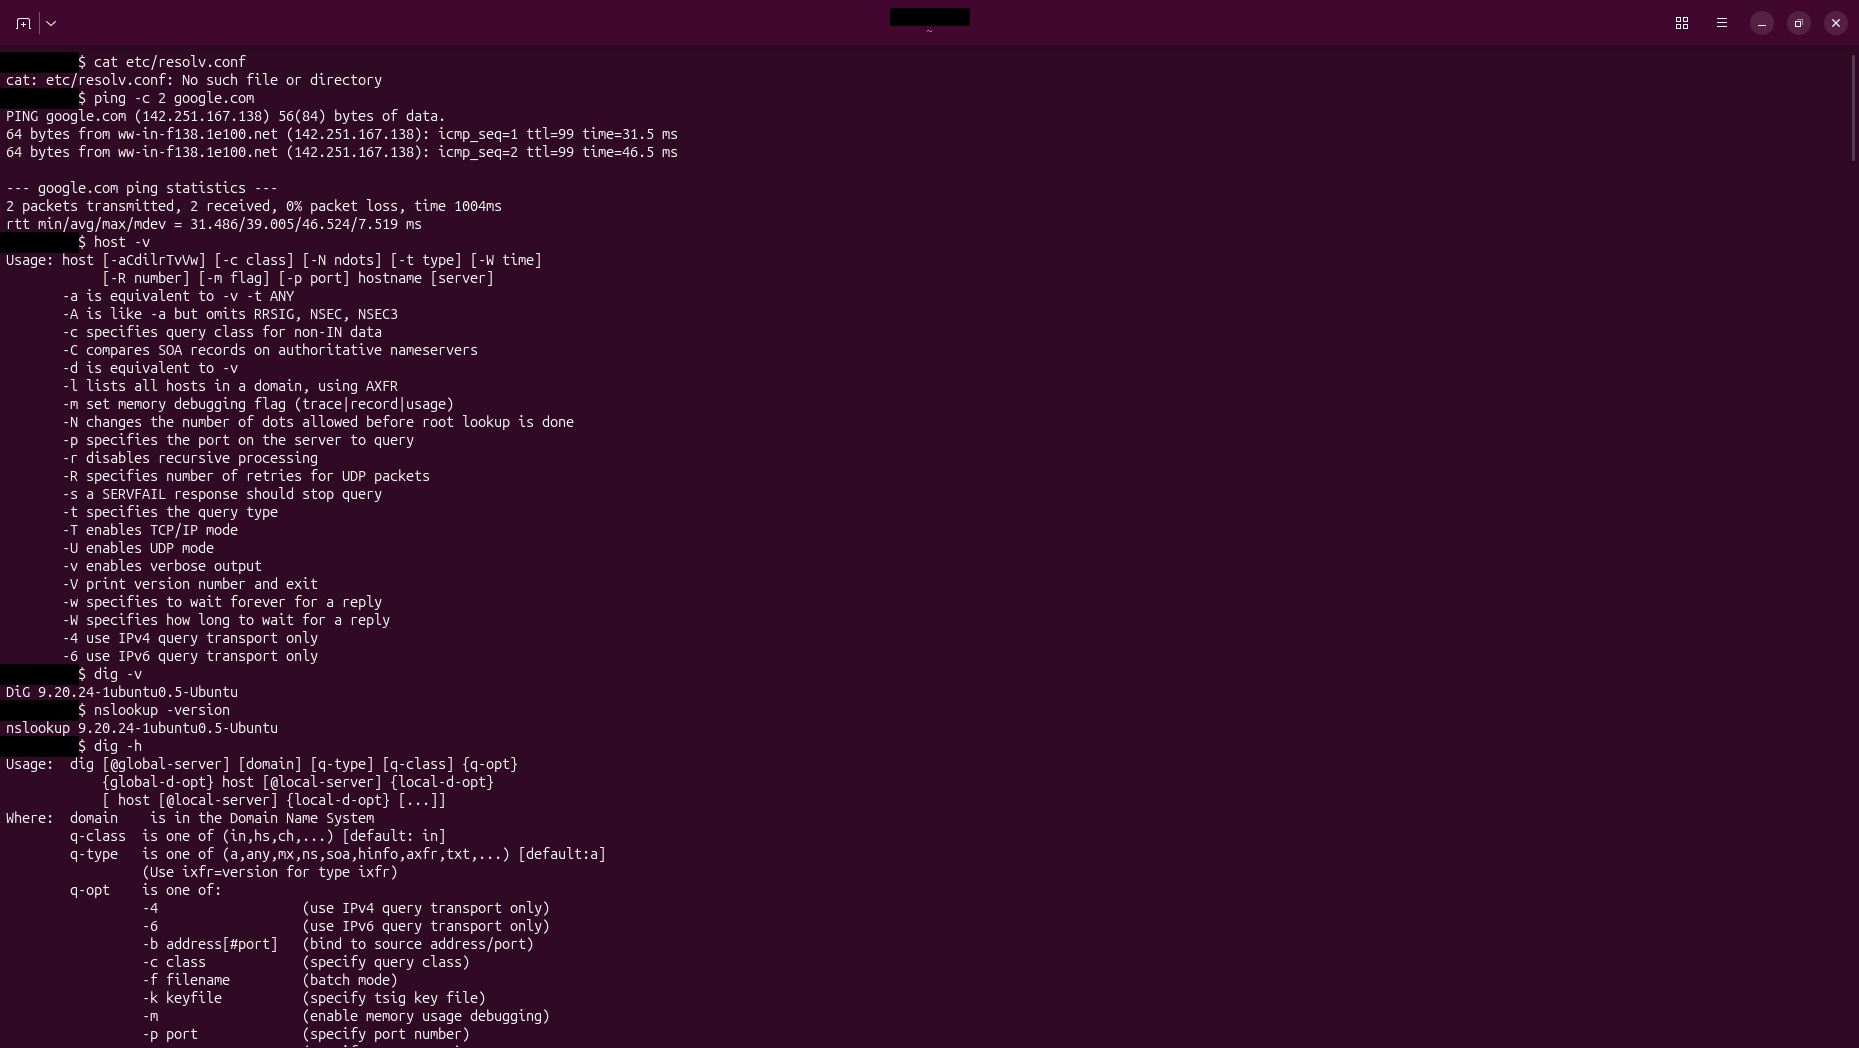 ~
$ cat etc/resolv.conf
cat: etc/resolv.conf: No such file or directory
$ ping -c 2 google.com
PING google.com (142.251.167.138) 56(84) bytes of data.
64 bytes from ww-in-f138.1e100.net (142.251.167.138): icmp_seq=1 ttl=99 time=31.5 ms
64 bytes from ww-in-f138.1e100.net (142.251.167.138): icmp_seq=2 ttl=99 time=46.5 ms

--- google.com ping statistics ---
2 packets transmitted, 2 received, 0% packet loss, time 1004ms
rtt min/avg/max/mdev = 31.486/39.005/46.524/7.519 ms
$ host -v
Usage: host [-aCdilrTvVw] [-c class] [-N ndots] [-t type] [-W time]
            [-R number] [-m flag] [-p port] hostname [server]
       -a is equivalent to -v -t ANY
       -A is like -a but omits RRSIG, NSEC, NSEC3
       -c specifies query class for non-IN data
       -C compares SOA records on authoritative nameservers
       -d is equivalent to -v
       -l lists all hosts in a domain, using AXFR
       -m set memory debugging flag (trace|record|usage)
       -N changes the number of dots allowed before root lookup is done
       -p specifies the port on the server to query
       -r disables recursive processing
       -R specifies number of retries for UDP packets
       -s a SERVFAIL response should stop query
       -t specifies the query type
       -T enables TCP/IP mode
       -U enables UDP mode
       -v enables verbose output
       -V print version number and exit
       -w specifies to wait forever for a reply
       -W specifies how long to wait for a reply
       -4 use IPv4 query transport only
       -6 use IPv6 query transport only
$ dig -v
DiG 9.20.24-1ubuntu0.5-Ubuntu
$ nslookup -version
nslookup 9.20.24-1ubuntu0.5-Ubuntu
$ dig -h
Usage:  dig [@global-server] [domain] [q-type] [q-class] {q-opt}
            {global-d-opt} host [@local-server] {local-d-opt}
            [ host [@local-server] {local-d-opt} [...]]
Where:  domain    is in the Domain Name System
        q-class  is one of (in,hs,ch,...) [default: in]
        q-type   is one of (a,any,mx,ns,soa,hinfo,axfr,txt,...) [default:a]
                 (Use ixfr=version for type ixfr)
        q-opt    is one of:
                 -4                  (use IPv4 query transport only)
                 -6                  (use IPv6 query transport only)
                 -b address[#port]   (bind to source address/port)
                 -c class            (specify query class)
                 -f filename         (batch mode)
                 -k keyfile          (specify tsig key file)
                 -m                  (enable memory usage debugging)
                 -p port             (specify port number)